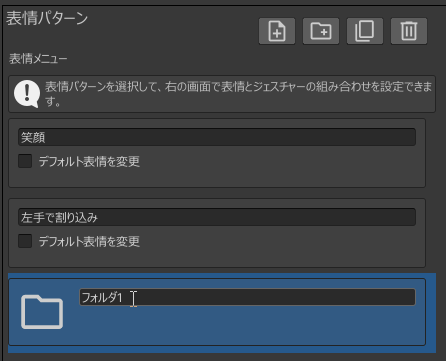 表情パターン
表情メニュー
表情パターンを選択して、右の画面で表情とジェスチャーの組み合わせを設定できま
す。
笑顔
デフォルト表情を変更
左手で割り込み
デフォルト表情を変更
フォルダ1